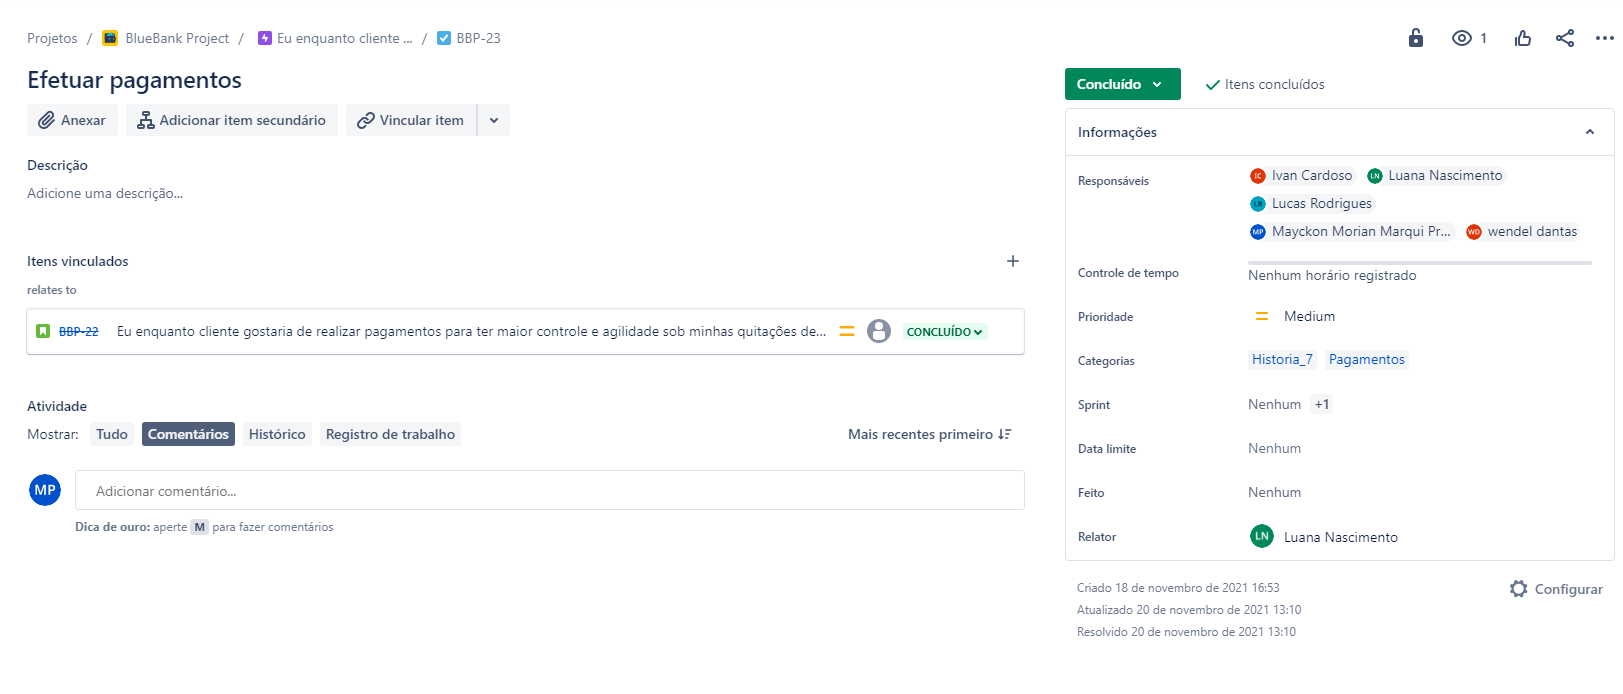 Projetos / BlueBank Project / Eu enquanto cliente ... / BBP-23
1
Efetuar pagamentos
Anexar
Adicionar item secundário
Vincular item
Descrição
Adicione uma descrição...
Itens vinculados
relates to
BBP-22 Eu enquanto cliente gostaria de realizar pagamentos para ter maior controle e agilidade sob minhas quitações de... CONCLUÍDO
Atividade
Mostrar: Tudo Comentários Histórico Registro de trabalho Mais recentes primeiro
MP Adicionar comentário...
Dica de ouro: aperte M para fazer comentários
Concluído Itens concluídos
Informações
Responsáveis
IC Ivan Cardoso LN Luana Nascimento
LR Lucas Rodrigues
MP Mayckon Morian Marqui Pr... WD wendel dantas
Controle de tempo Nenhum horário registrado
Prioridade Medium
Categorias Historia_7 Pagamentos
Sprint Nenhum +1
Data limite Nenhum
Feito Nenhum
Relator LN Luana Nascimento
Criado 18 de novembro de 2021 16:53
Configurar
Atualizado 20 de novembro de 2021 13:10
Resolvido 20 de novembro de 2021 13:10